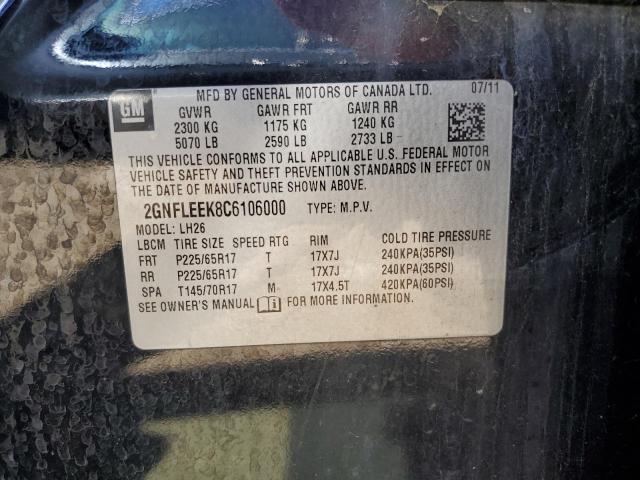 GM
MFD BY GENERAL MOTORS OF CANADA LTD. 07/11
GVWR GAWR FRT GAWR RR
2300 KG 1175 KG 1240 KG
5070 LB 2590 LB 2733 LB
THIS VEHICLE CONFORMS TO ALL APPLICABLE U.S. FEDERAL MOTOR
VEHICLE SAFETY AND THEFT PREVENTION STANDARDS IN EFFECT ON
THE DATE OF MANUFACTURE SHOWN ABOVE.
2GNFLEEK8C6106000 TYPE: M.P.V.
MODEL: LH26
LBCM TIRE SIZE SPEED RTG RIM COLD TIRE PRESSURE
FRT P225/65R17 T 17X7J 240KPA(35PSI)
RR P225/65R17 T 17X7J 240KPA(35PSI)
SPA T145/70R17 M 17X4.5T 420KPA(60PSI)
SEE OWNER'S MANUAL FOR MORE INFORMATION.